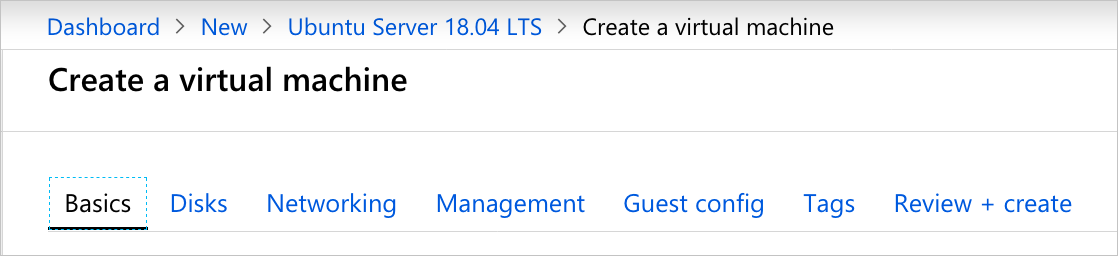 Dashboard > New > Ubuntu Server 18.04 LTS > Create a virtual machine
Create a virtual machine
Basics Disks Networking Management Guest config Tags Review + create